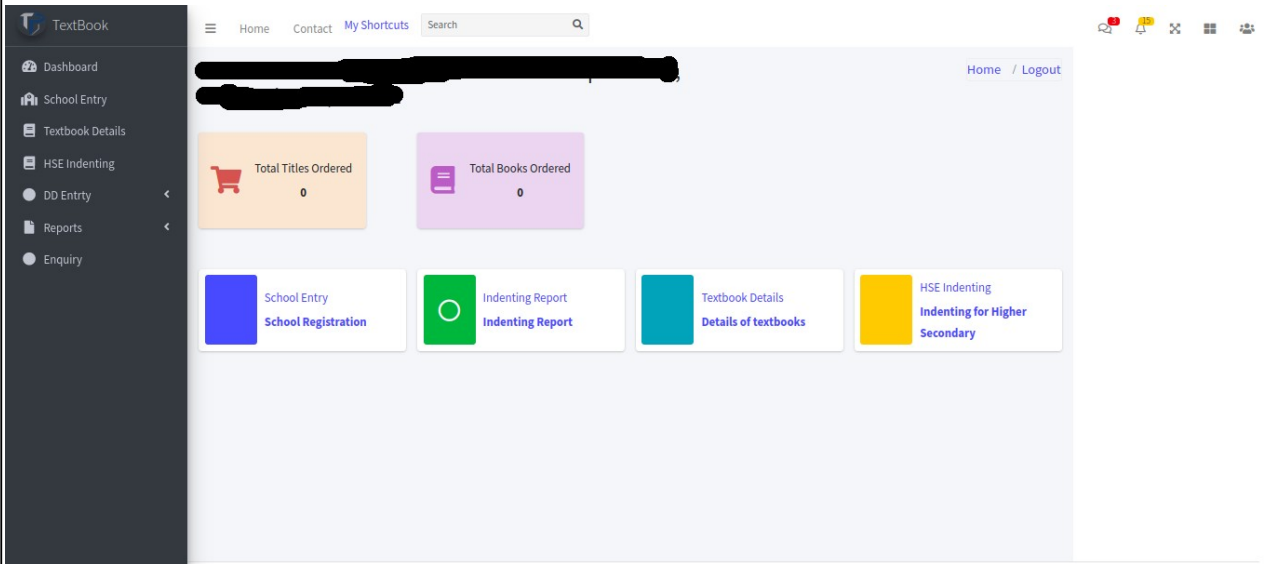 TextBook
Dashboard
School Entry
Textbook Details
HSE Indenting
DD Entrty
Reports
Enquiry
Home Contact My Shortcuts Search 3 15
Home / Logout
Total Titles Ordered
0
Total Books Ordered
0
School Entry
School Registration
Indenting Report
Indenting Report
Textbook Details
Details of textbooks
HSE Indenting
Indenting for Higher
Secondary